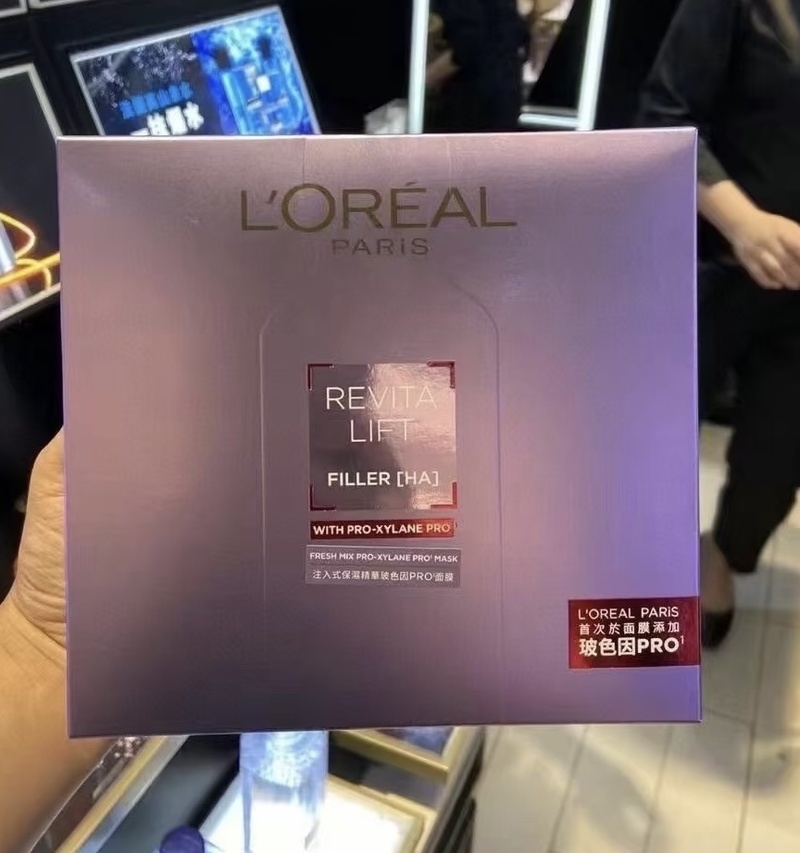 L'ORÉAL
PARIS
REVITA
LIFT
FILLER [HA]
WITH PRO-XYLANE PRO¹
FRESH MIX PRO-XYLANE PRO¹ MASK
注入式保濕精華玻色因PRO¹面膜
L'OREAL PARIS
首次於面膜添加
玻色因PRO¹